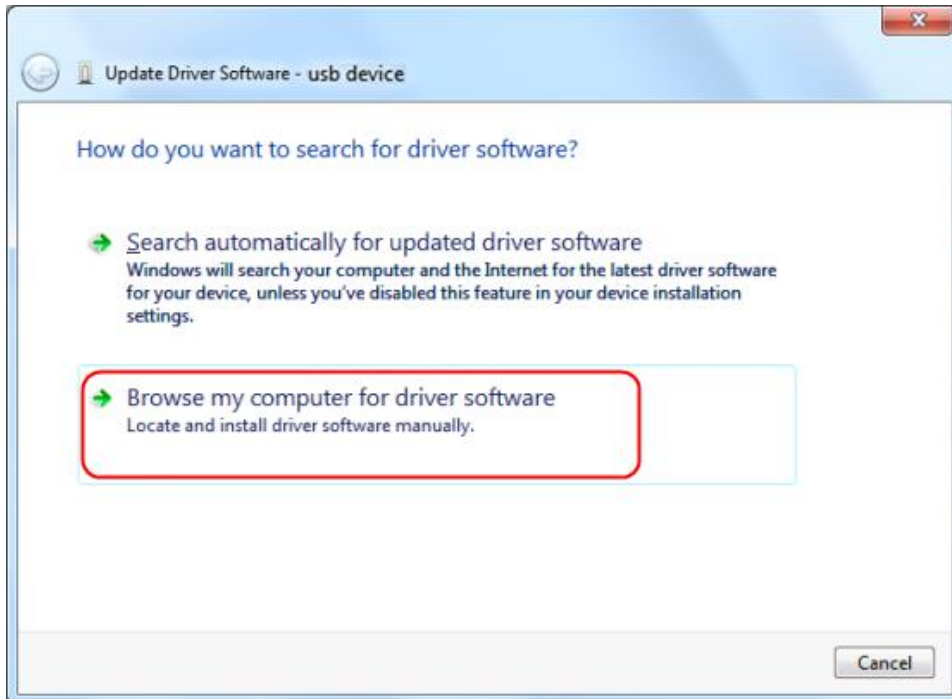 Update Driver Software - usb device
How do you want to search for driver software?
Search automatically for updated driver software
Windows will search your computer and the Internet for the latest driver software
for your device, unless you've disabled this feature in your device installation
settings.
Browse my computer for driver software
Locate and install driver software manually.
Cancel